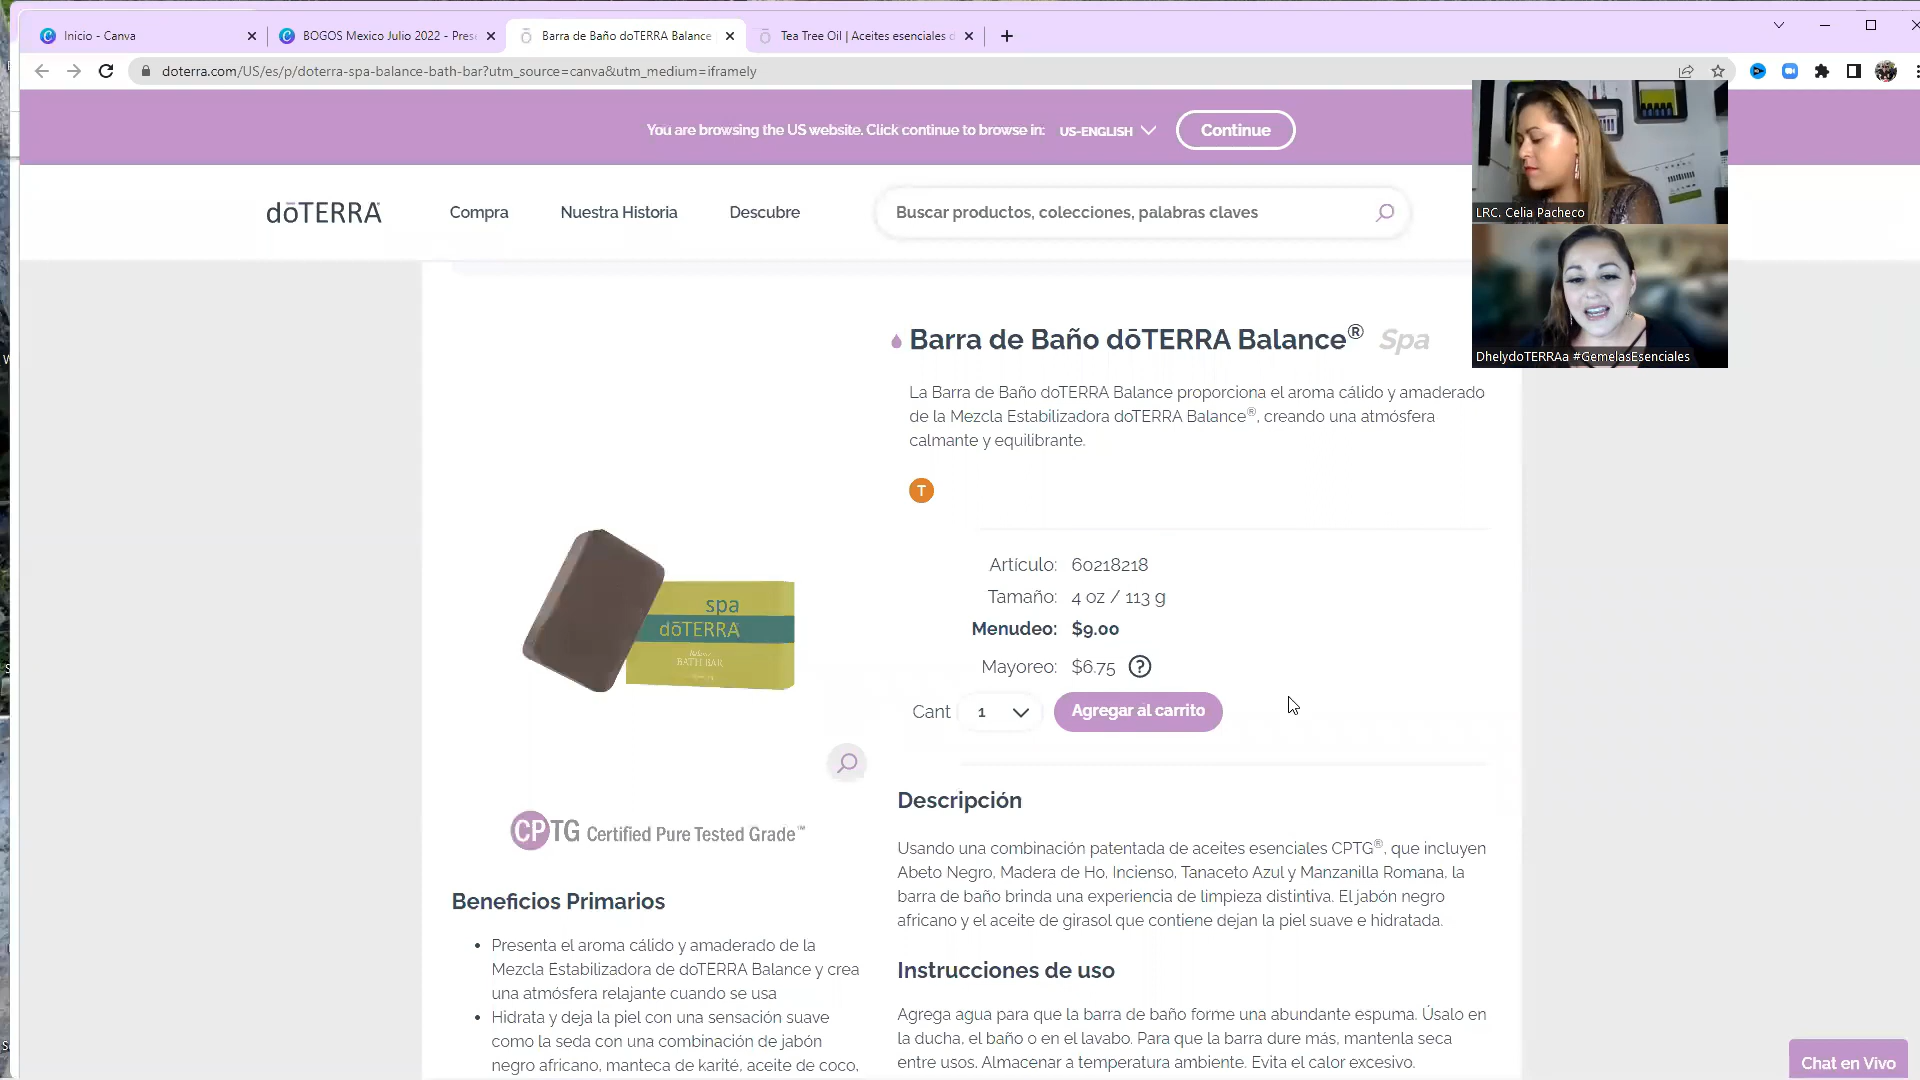 Inicio - Canva
BOGOS Mexico Julio 2022 - Prese
Barra de Baño doTERRA Balance
Tea Tree Oil | Aceites esenciales d
doterra.com/US/es/p/doterra-spa-balance-bath-bar?utm_source=canva&utm_medium=iframely
You are browsing the US website. Click continue to browse in: US-ENGLISH
Continue
dōTERRA
Compra
Nuestra Historia
Descubre
Buscar productos, colecciones, palabras claves
LRC. Celia Pacheco
DhelydoTERRAa #GemelasEsenciales
Barra de Baño dōTERRA Balance® Spa
La Barra de Baño doTERRA Balance proporciona el aroma cálido y amaderado
de la Mezcla Estabilizadora doTERRA Balance®, creando una atmósfera
calmante y equilibrante.
T
Artículo: 60218218
Tamaño: 4 oz / 113 g
Menudeo: $9.00
Mayoreo: $6.75 ?
Cant 1
Agregar al carrito
spa
dōTERRA
Balance
BATH BAR
CPTG Certified Pure Tested Grade™
Beneficios Primarios
Presenta el aroma cálido y amaderado de la
Mezcla Estabilizadora de doTERRA Balance y crea
una atmósfera relajante cuando se usa
Hidrata y deja la piel con una sensación suave
como la seda con una combinación de jabón
negro africano, manteca de karité, aceite de coco,
Descripción
Usando una combinación patentada de aceites esenciales CPTG®, que incluyen
Abeto Negro, Madera de Ho, Incienso, Tanaceto Azul y Manzanilla Romana, la
barra de baño brinda una experiencia de limpieza distintiva. El jabón negro
africano y el aceite de girasol que contiene dejan la piel suave e hidratada.
Instrucciones de uso
Agrega agua para que la barra de baño forme una abundante espuma. Úsalo en
la ducha, el baño o en el lavabo. Para que la barra dure más, mantenla seca
entre usos. Almacenar a temperatura ambiente. Evita el calor excesivo.
Chat en Vivo